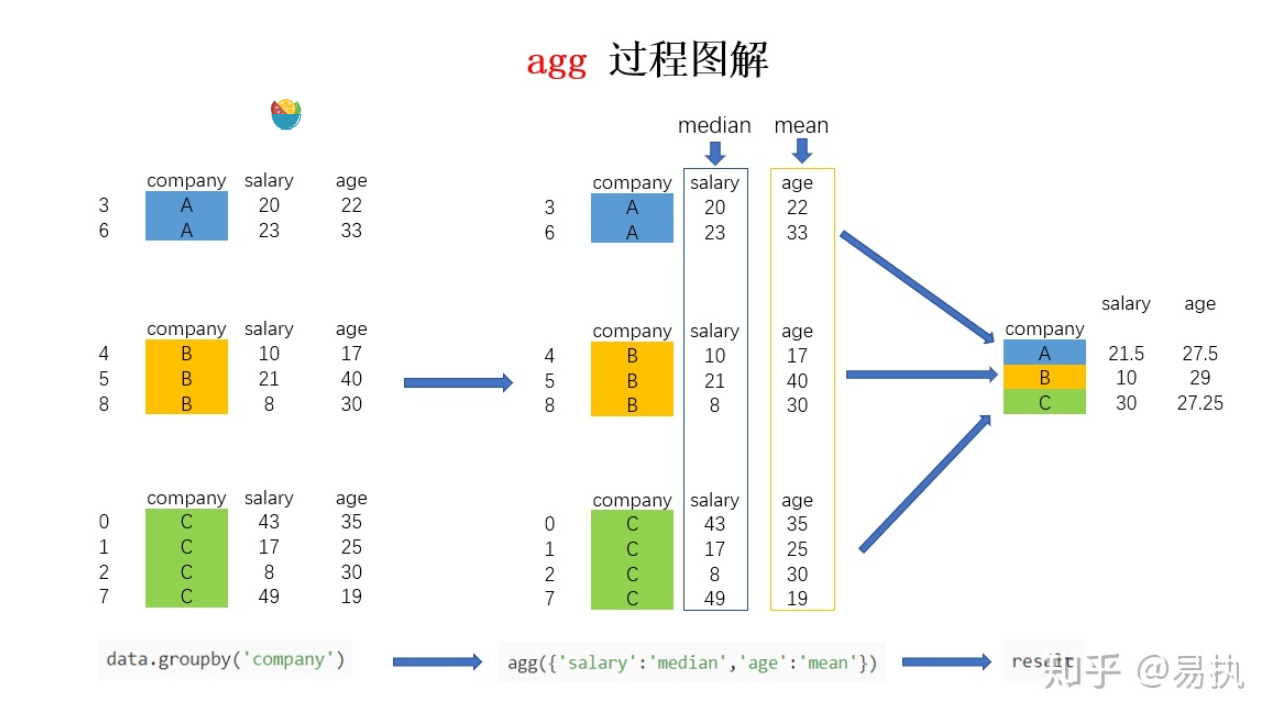 agg 过程图解
median mean
company salary age
3 A 20 22
6 A 23 33
company salary age
4 B 10 17
5 B 21 40
8 B 8 30
company salary age
0 C 43 35
1 C 17 25
2 C 8 30
7 C 49 19
company salary age
3 A 20 22
6 A 23 33
company salary age
4 B 10 17
5 B 21 40
8 B 8 30
company salary age
0 C 43 35
1 C 17 25
2 C 8 30
7 C 49 19
salary age
company
A 21.5 27.5
B 10 29
C 30 27.25
data.groupby('company')
agg({'salary':'median','age':'mean'})
result
知乎 @易执